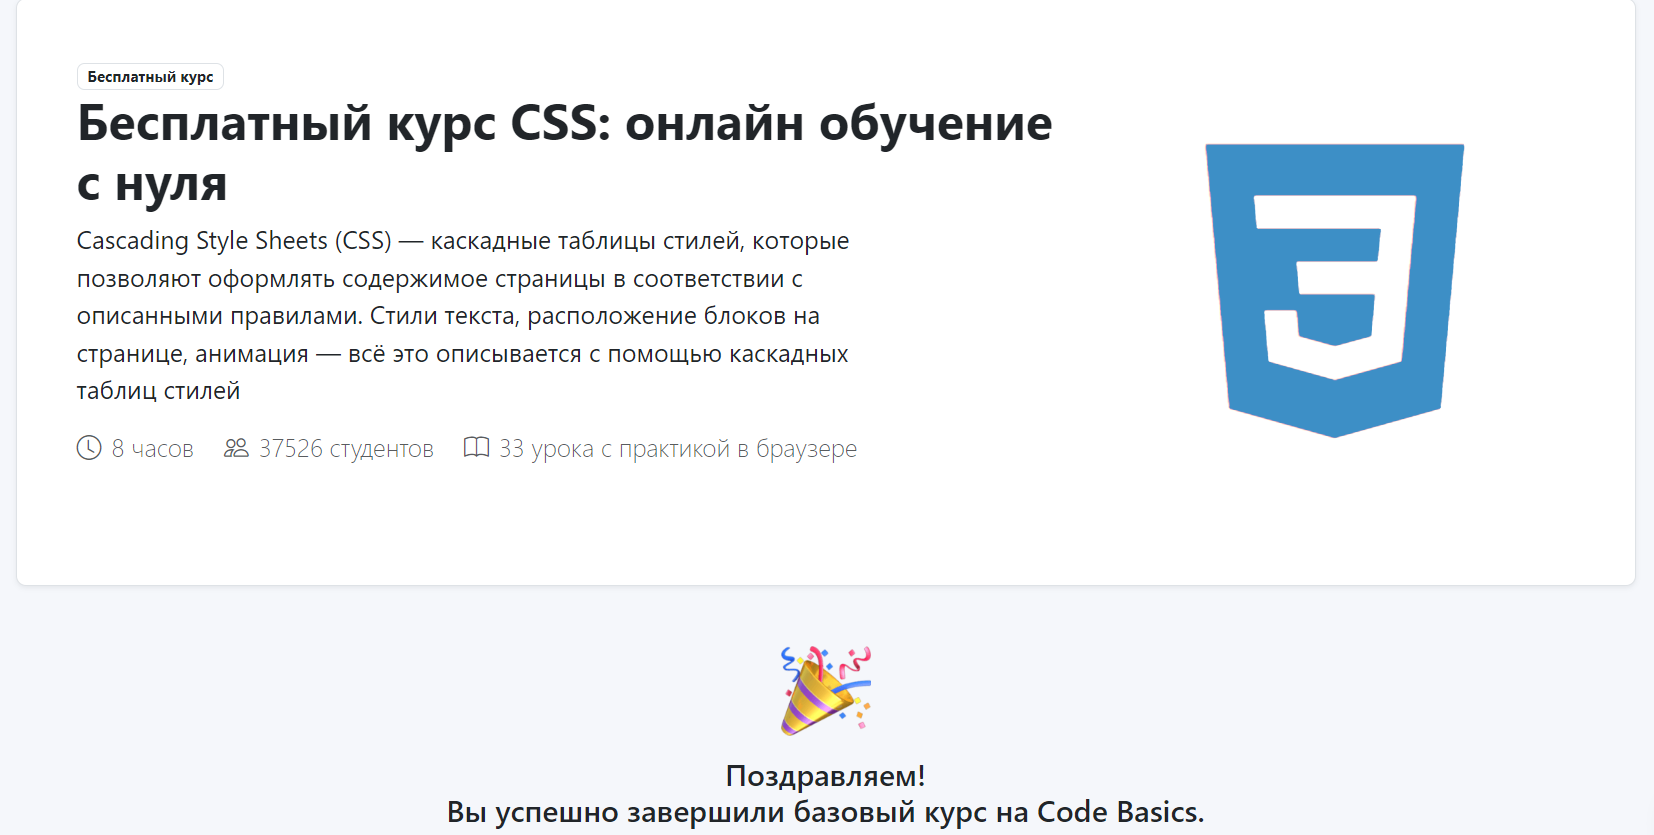 Бесплатный курс
Бесплатный курс CSS: онлайн обучение
с нуля
Cascading Style Sheets (CSS) — каскадные таблицы стилей, которые
позволяют оформлять содержимое страницы в соответствии с
описанными правилами. Стили текста, расположение блоков на
странице, анимация — всё это описывается с помощью каскадных
таблиц стилей
8 часов 37526 студентов 33 урока с практикой в браузере
Поздравляем!
Вы успешно завершили базовый курс на Code Basics.